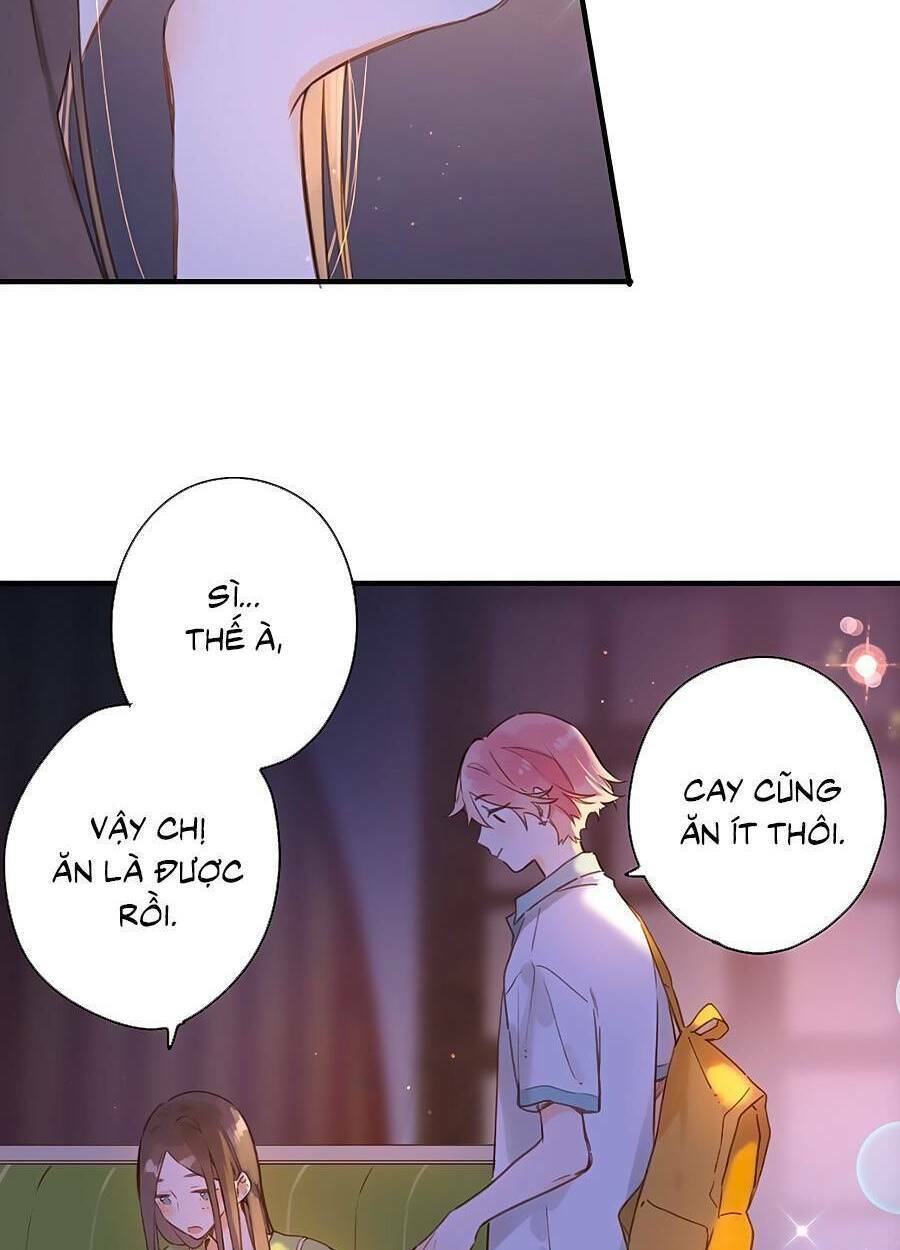 SÌ...
THẾ À,
VẬY CHỊ
ĂN LÀ ĐƯỢC
RỒI.
CAY CŨNG
ĂN ÍT THÔI.